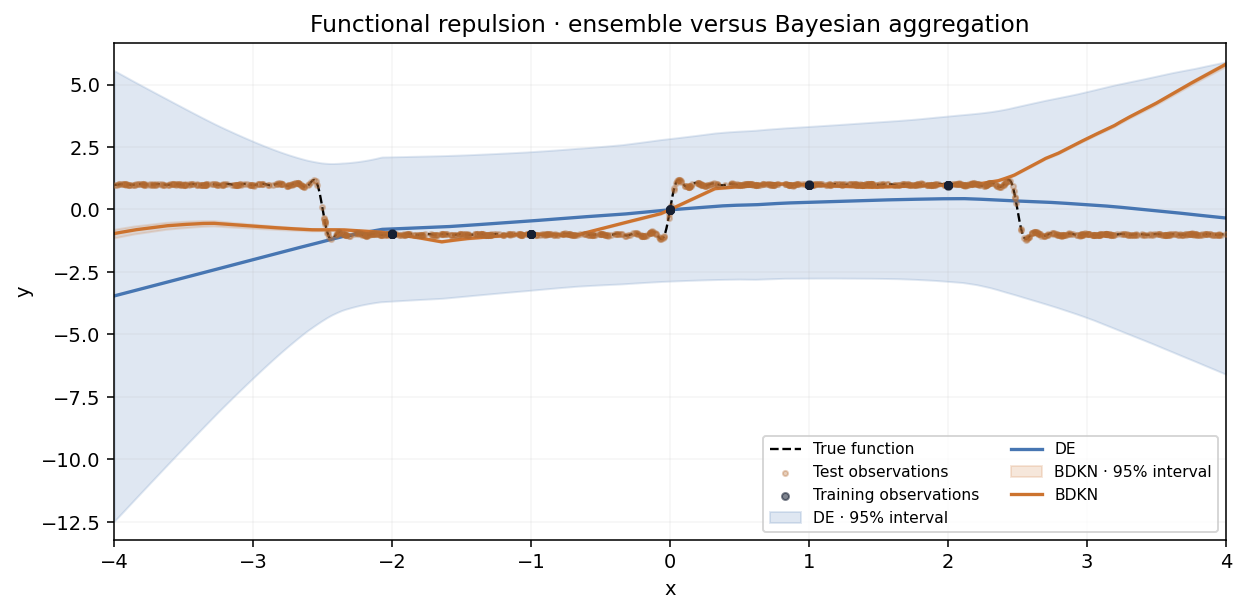 Functional repulsion · ensemble versus Bayesian aggregation
y
5.0
2.5
0.0
−2.5
−5.0
−7.5
−10.0
−12.5
−4
−3
−2
−1
0
1
2
3
4
x
True function
Test observations
Training observations
DE · 95% interval
DE
BDKN · 95% interval
BDKN